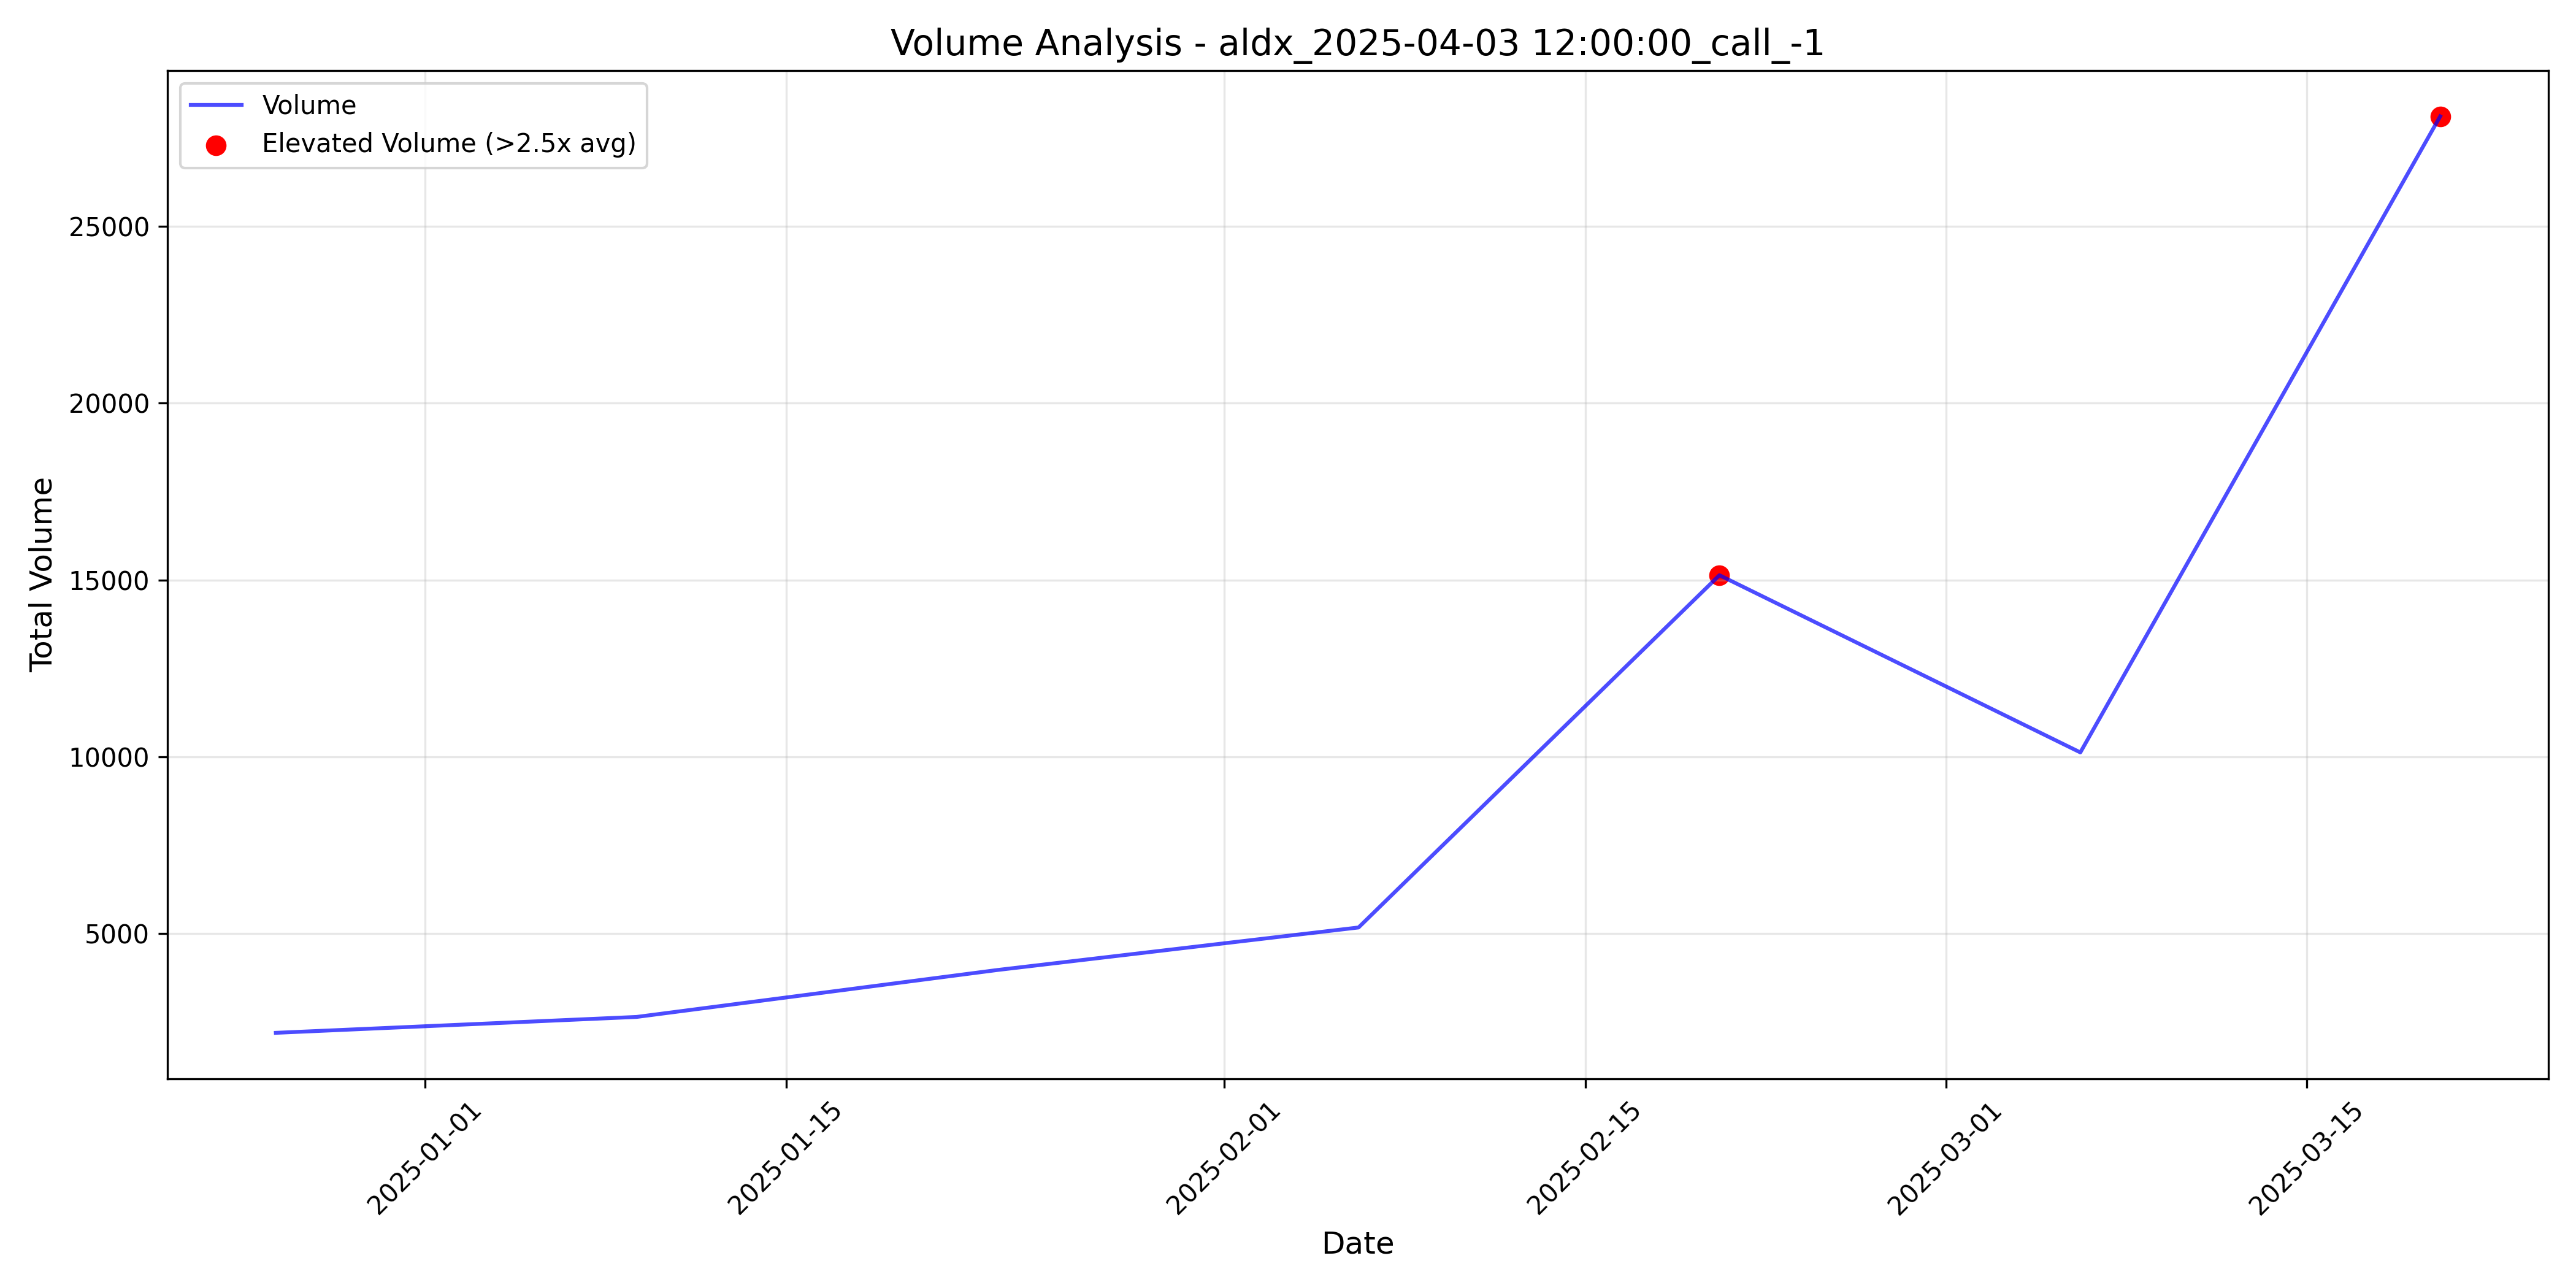 Volume Analysis - aldx_2025-04-03 12:00:00_call_-1
Volume
Elevated Volume (>2.5x avg)
Total Volume
25000
20000
15000
10000
5000
2025-01-01
2025-01-15
2025-02-01
2025-02-15
2025-03-01
2025-03-15
Date